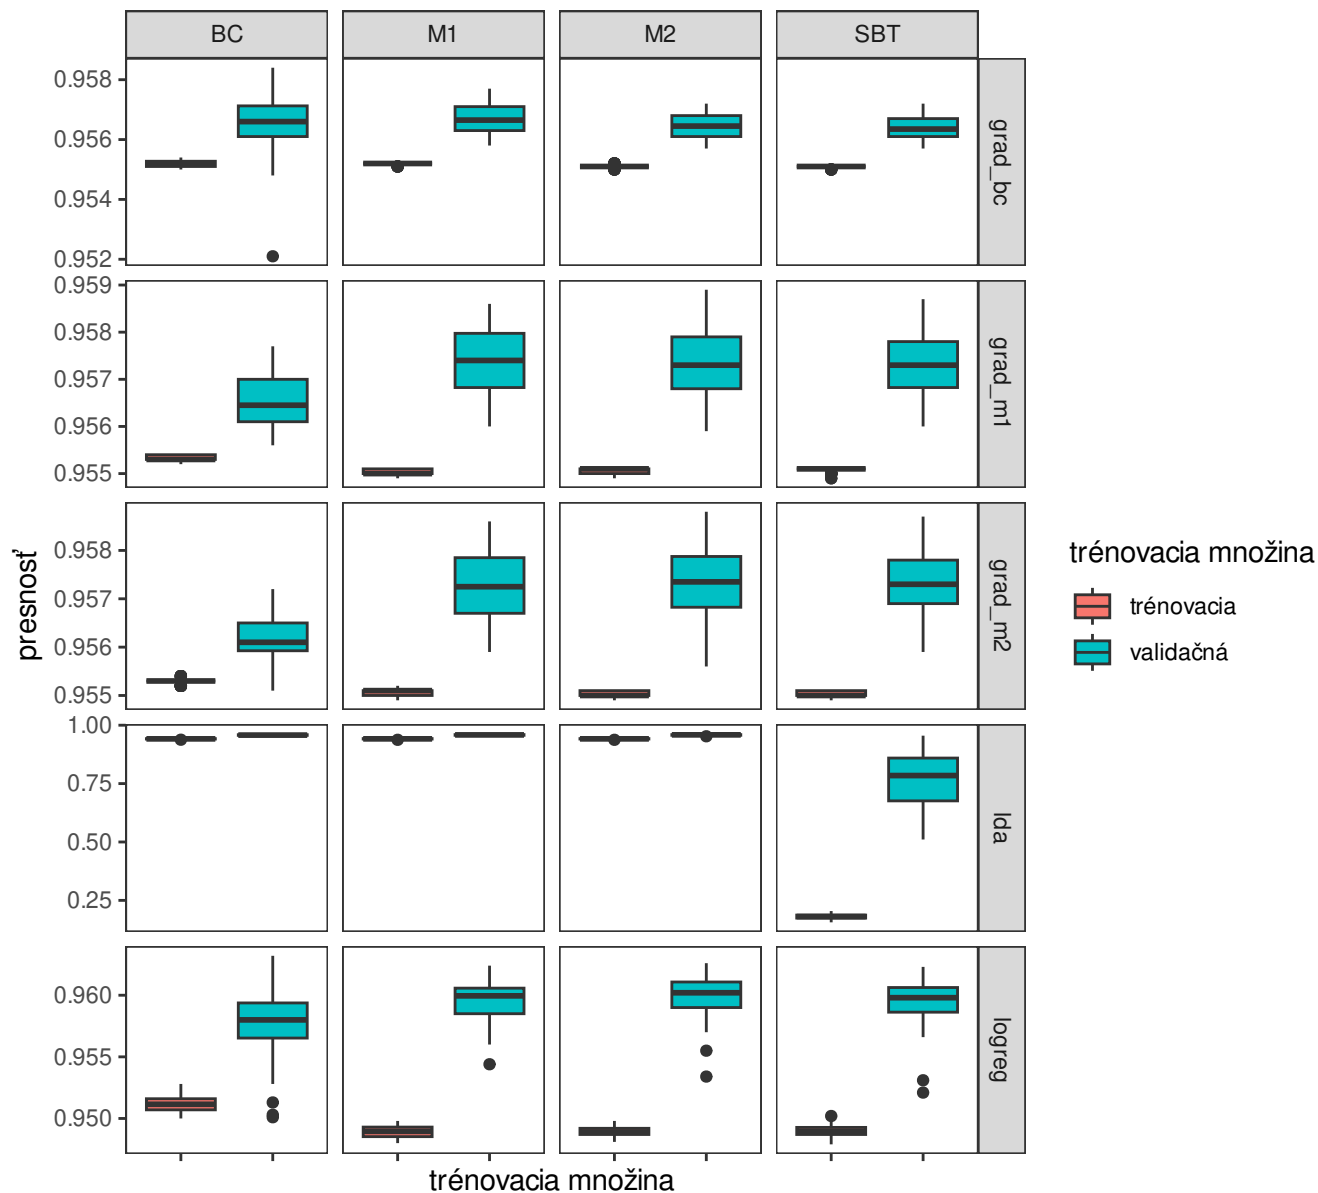 BC
M1
M2
SBT
0.958
0.956
0.954
0.952
grad_bc
0.959
0.958
0.957
0.956
0.955
grad_m1
0.958
0.957
0.956
0.955
grad_m2
1.00
0.75
0.50
0.25
lda
0.960
0.955
0.950
logreg
presnosť
trénovacia množina
trénovacia množina
trénovacia
validačná